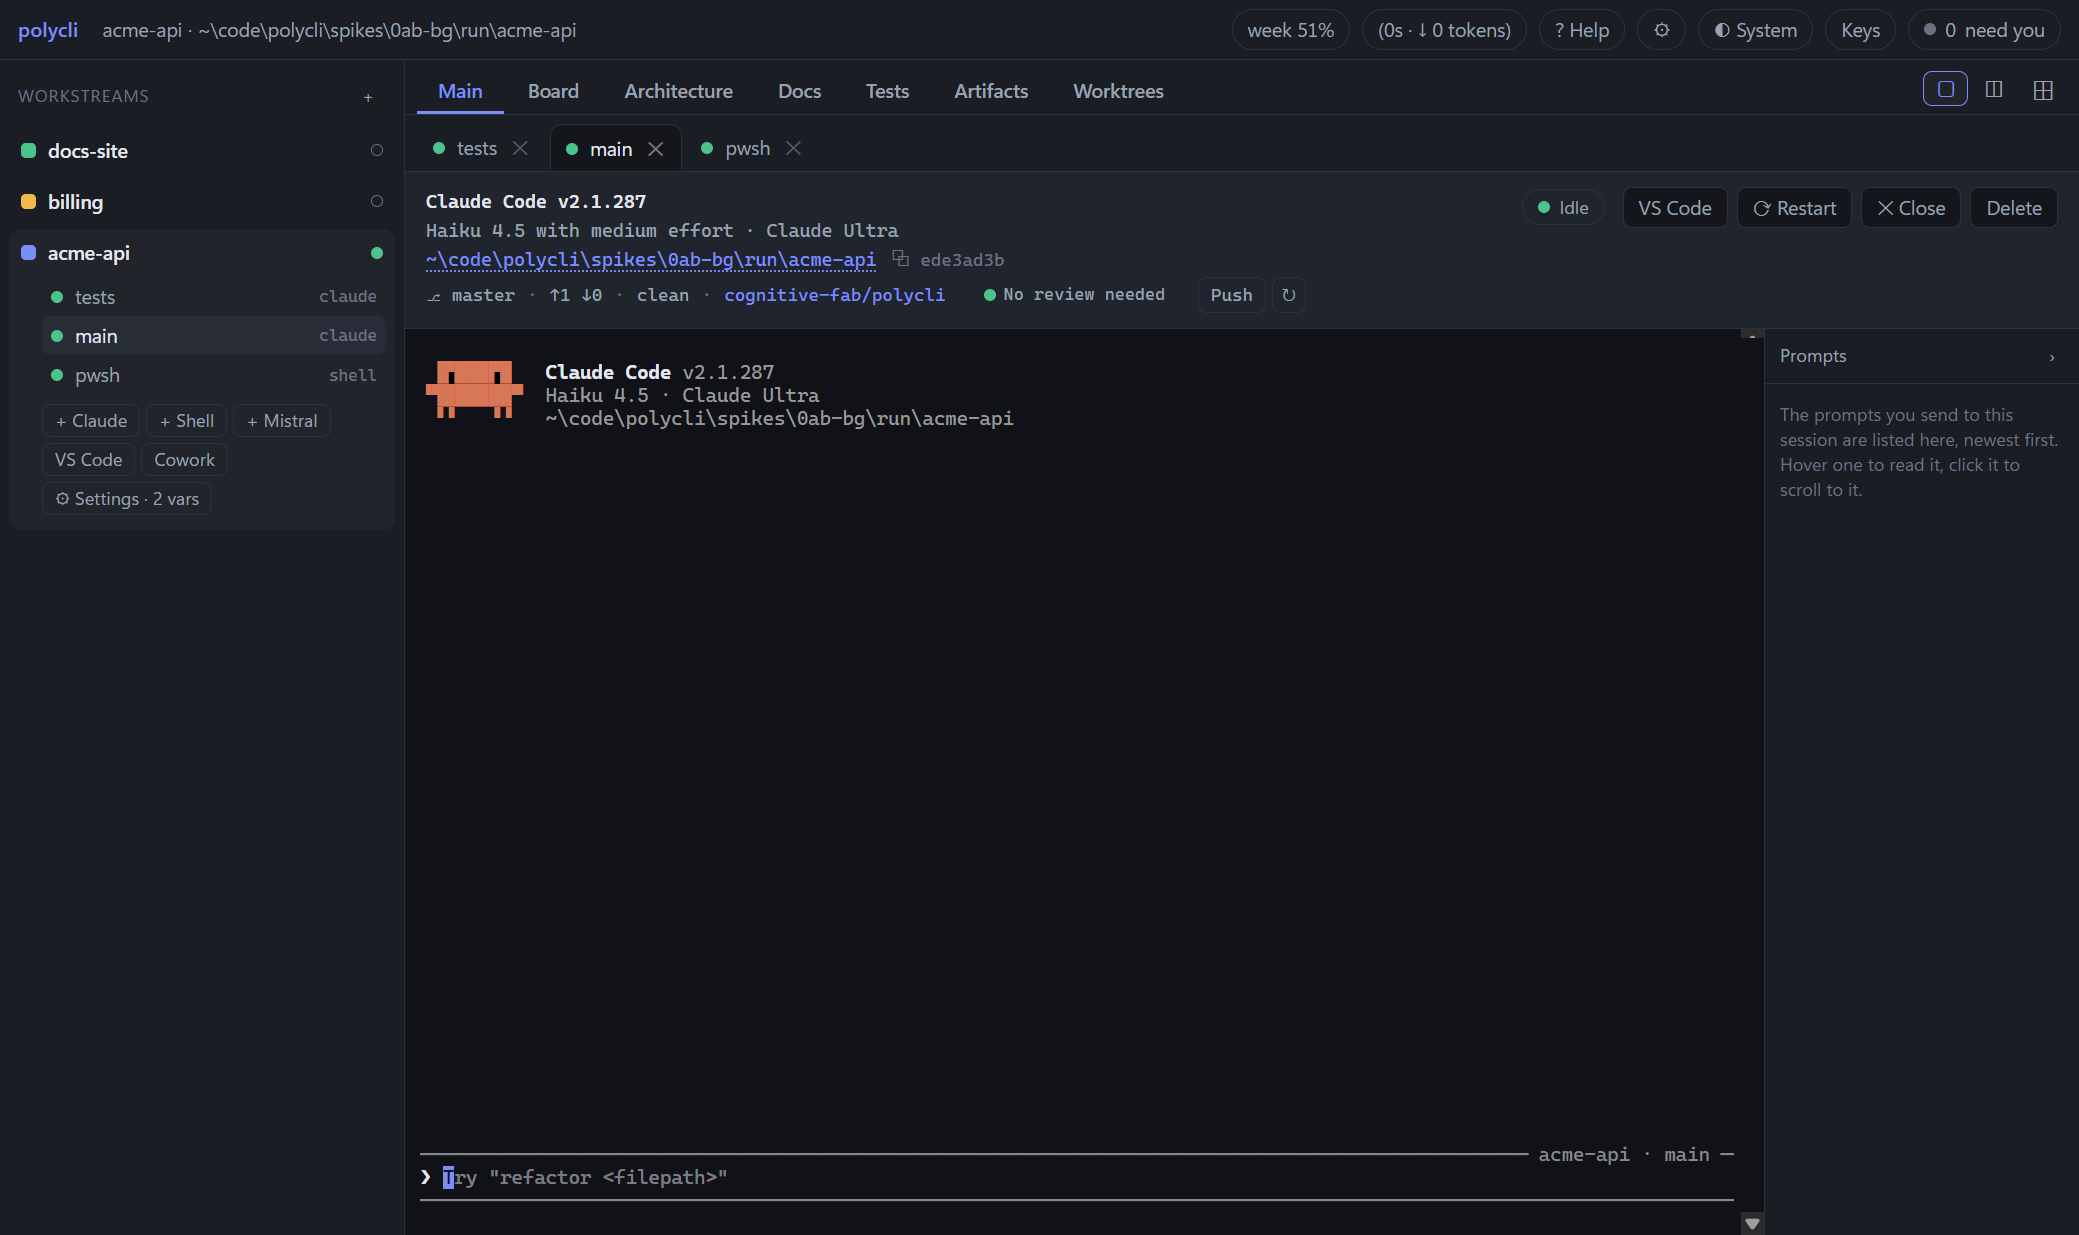 polycli acme-api · ~\code\polycli\spikes\0ab-bg\run\acme-api week 51% (0s · ↓ 0 tokens) ? Help System Keys 0 need you
WORKSTREAMS +
docs-site
billing
acme-api
tests claude
main claude
pwsh shell
+ Claude + Shell + Mistral
VS Code Cowork
Settings · 2 vars
Main Board Architecture Docs Tests Artifacts Worktrees
tests main pwsh
Claude Code v2.1.287
Haiku 4.5 with medium effort · Claude Ultra
~\code\polycli\spikes\0ab-bg\run\acme-api ede3ad3b
master · ↑1 ↓0 · clean · cognitive-fab/polycli No review needed Push ↻
Idle VS Code Restart Close Delete
Claude Code v2.1.287
Haiku 4.5 · Claude Ultra
~\code\polycli\spikes\0ab-bg\run\acme-api
acme-api · main
❯ Try "refactor <filepath>"
Prompts ›
The prompts you send to this
session are listed here, newest first.
Hover one to read it, click it to
scroll to it.